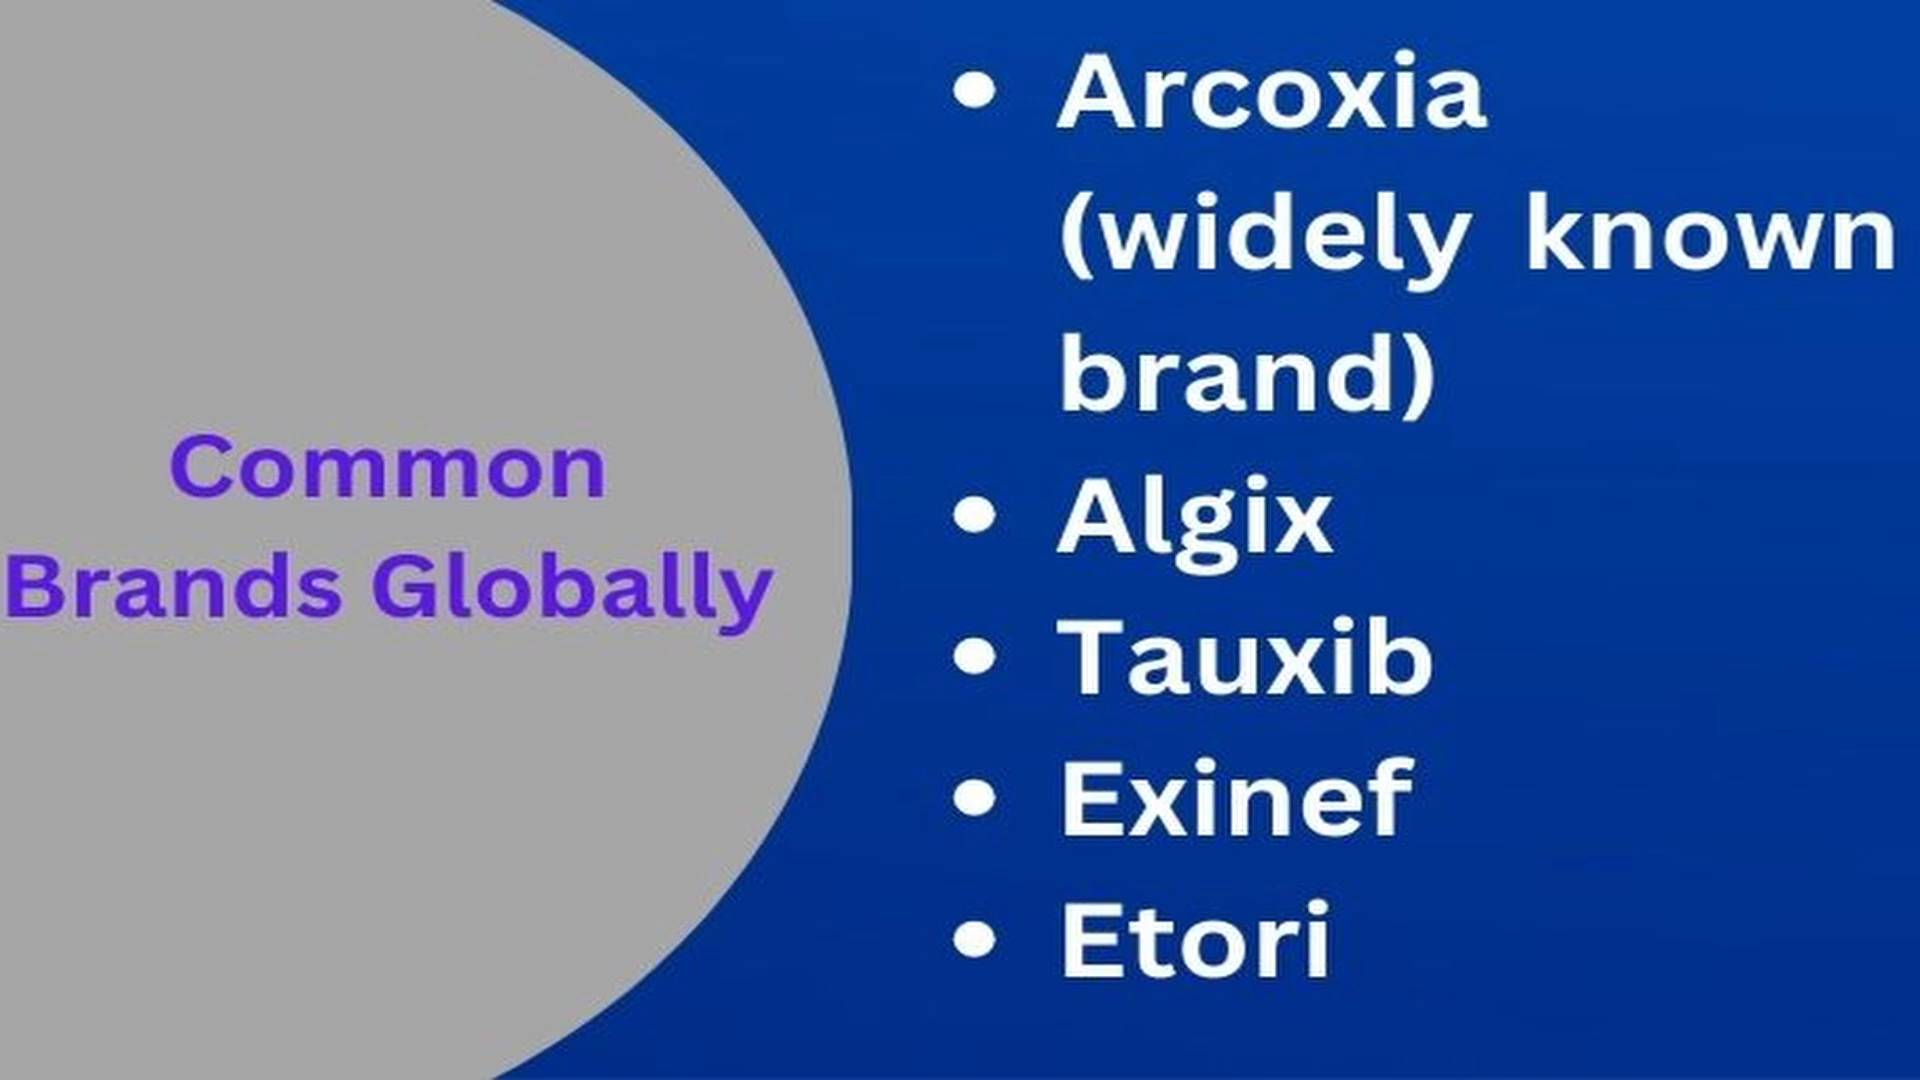 Common
Brands Globally
• Arcoxia
(widely known
brand)
• Algix
• Tauxib
• Exinef
• Etori